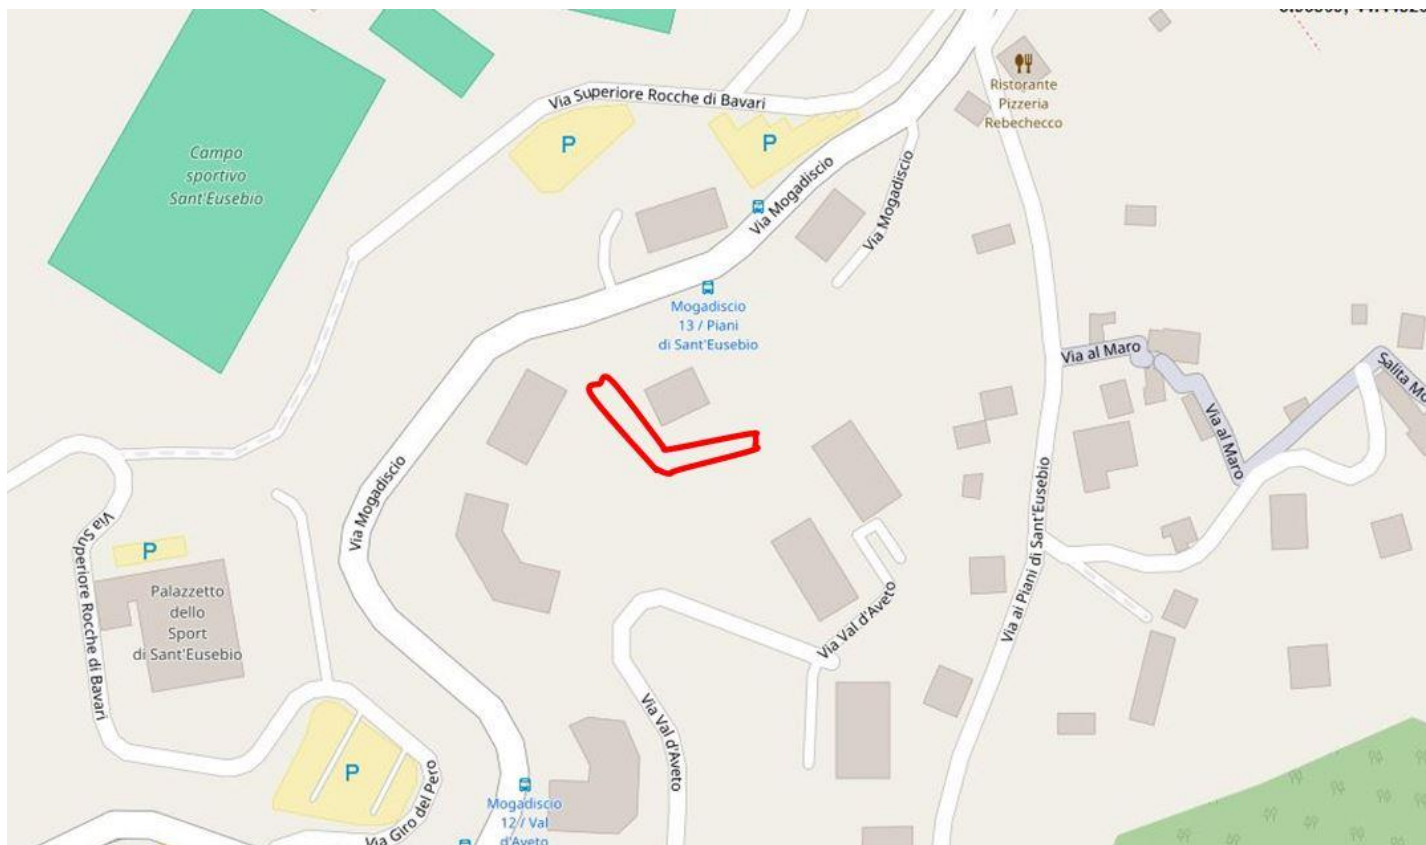 Via Superiore Rocche di Bavari
P
P
Ristorante
Pizzeria
Rebechecco
Campo
sportivo
Sant'Eusebio
Via Mogadiscio
Via Mogadiscio
Mogadiscio
13 / Piani
di Sant'Eusebio
Via al Maro
Salita Mo
Via al Maro
Via Mogadiscio
Via ai Piani di Sant'Eusebio
Via Superiore Rocche di Bavari
P
Palazzetto
dello
Sport
di Sant'Eusebio
Via Val d'Aveto
Via Val d'Aveto
P
Via Giro del Pero
Mogadiscio
12 / Val
d'Aveto